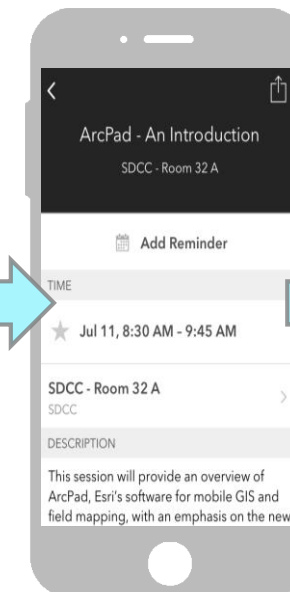 ArcPad - An Introduction
SDCC - Room 32 A
Add Reminder
TIME
Jul 11, 8:30 AM - 9:45 AM
SDCC - Room 32 A
SDCC
DESCRIPTION
This session will provide an overview of
ArcPad, Esri's software for mobile GIS and
field mapping, with an emphasis on the new